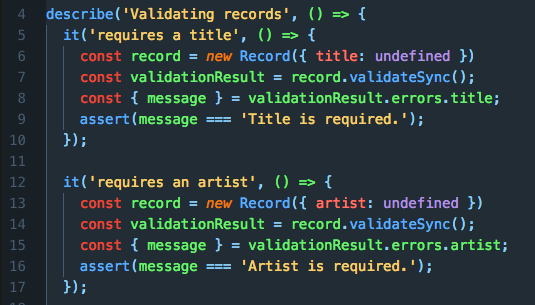 4 describe('Validating records', () => {
5 it('requires a title', () => {
6 const record = new Record({ title: undefined })
7 const validationResult = record.validateSync();
8 const { message } = validationResult.errors.title;
9 assert(message === 'Title is required.');
10 });
11
12 it('requires an artist', () => {
13 const record = new Record({ artist: undefined })
14 const validationResult = record.validateSync();
15 const { message } = validationResult.errors.artist;
16 assert(message === 'Artist is required.');
17 });